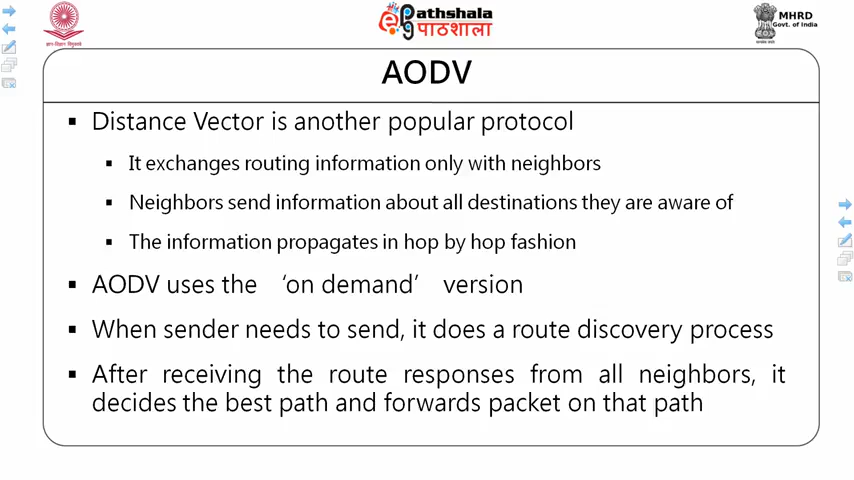 ePathshala
पाठशाला
MHRD
Govt. of India
AODV
▪ Distance Vector is another popular protocol
▪ It exchanges routing information only with neighbors
▪ Neighbors send information about all destinations they are aware of
▪ The information propagates in hop by hop fashion
▪ AODV uses the ‘on demand’ version
▪ When sender needs to send, it does a route discovery process
▪ After receiving the route responses from all neighbors, it
decides the best path and forwards packet on that path